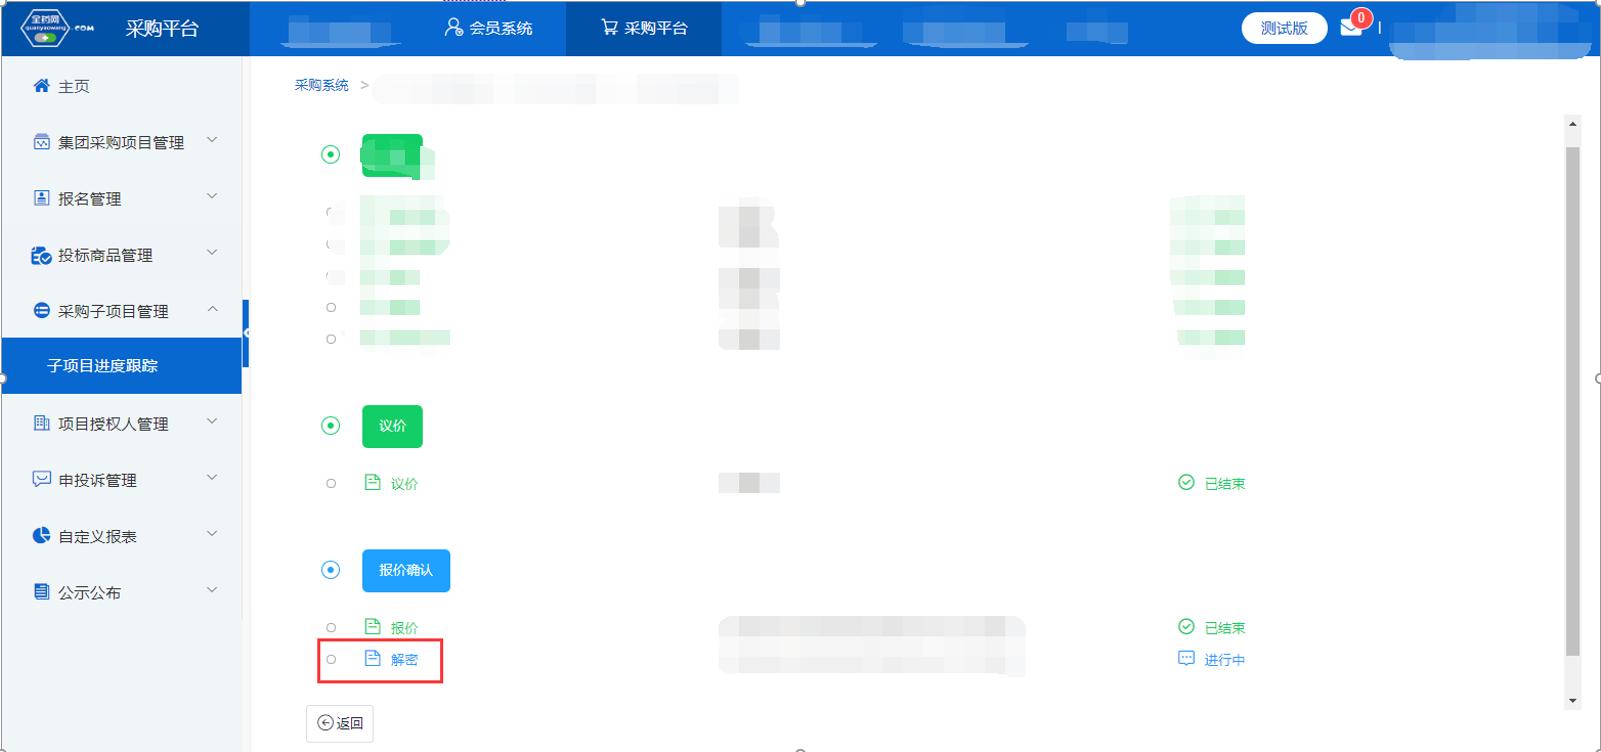 全药网
quanyaowang .COM
采购平台
会员系统
采购平台
测试版
0
主页
集团采购项目管理
报名管理
投标商品管理
采购子项目管理
子项目进度跟踪
项目授权人管理
申投诉管理
自定义报表
公示公布
采购系统 >
议价
议价
已结束
报价确认
报价
已结束
解密
进行中
返回